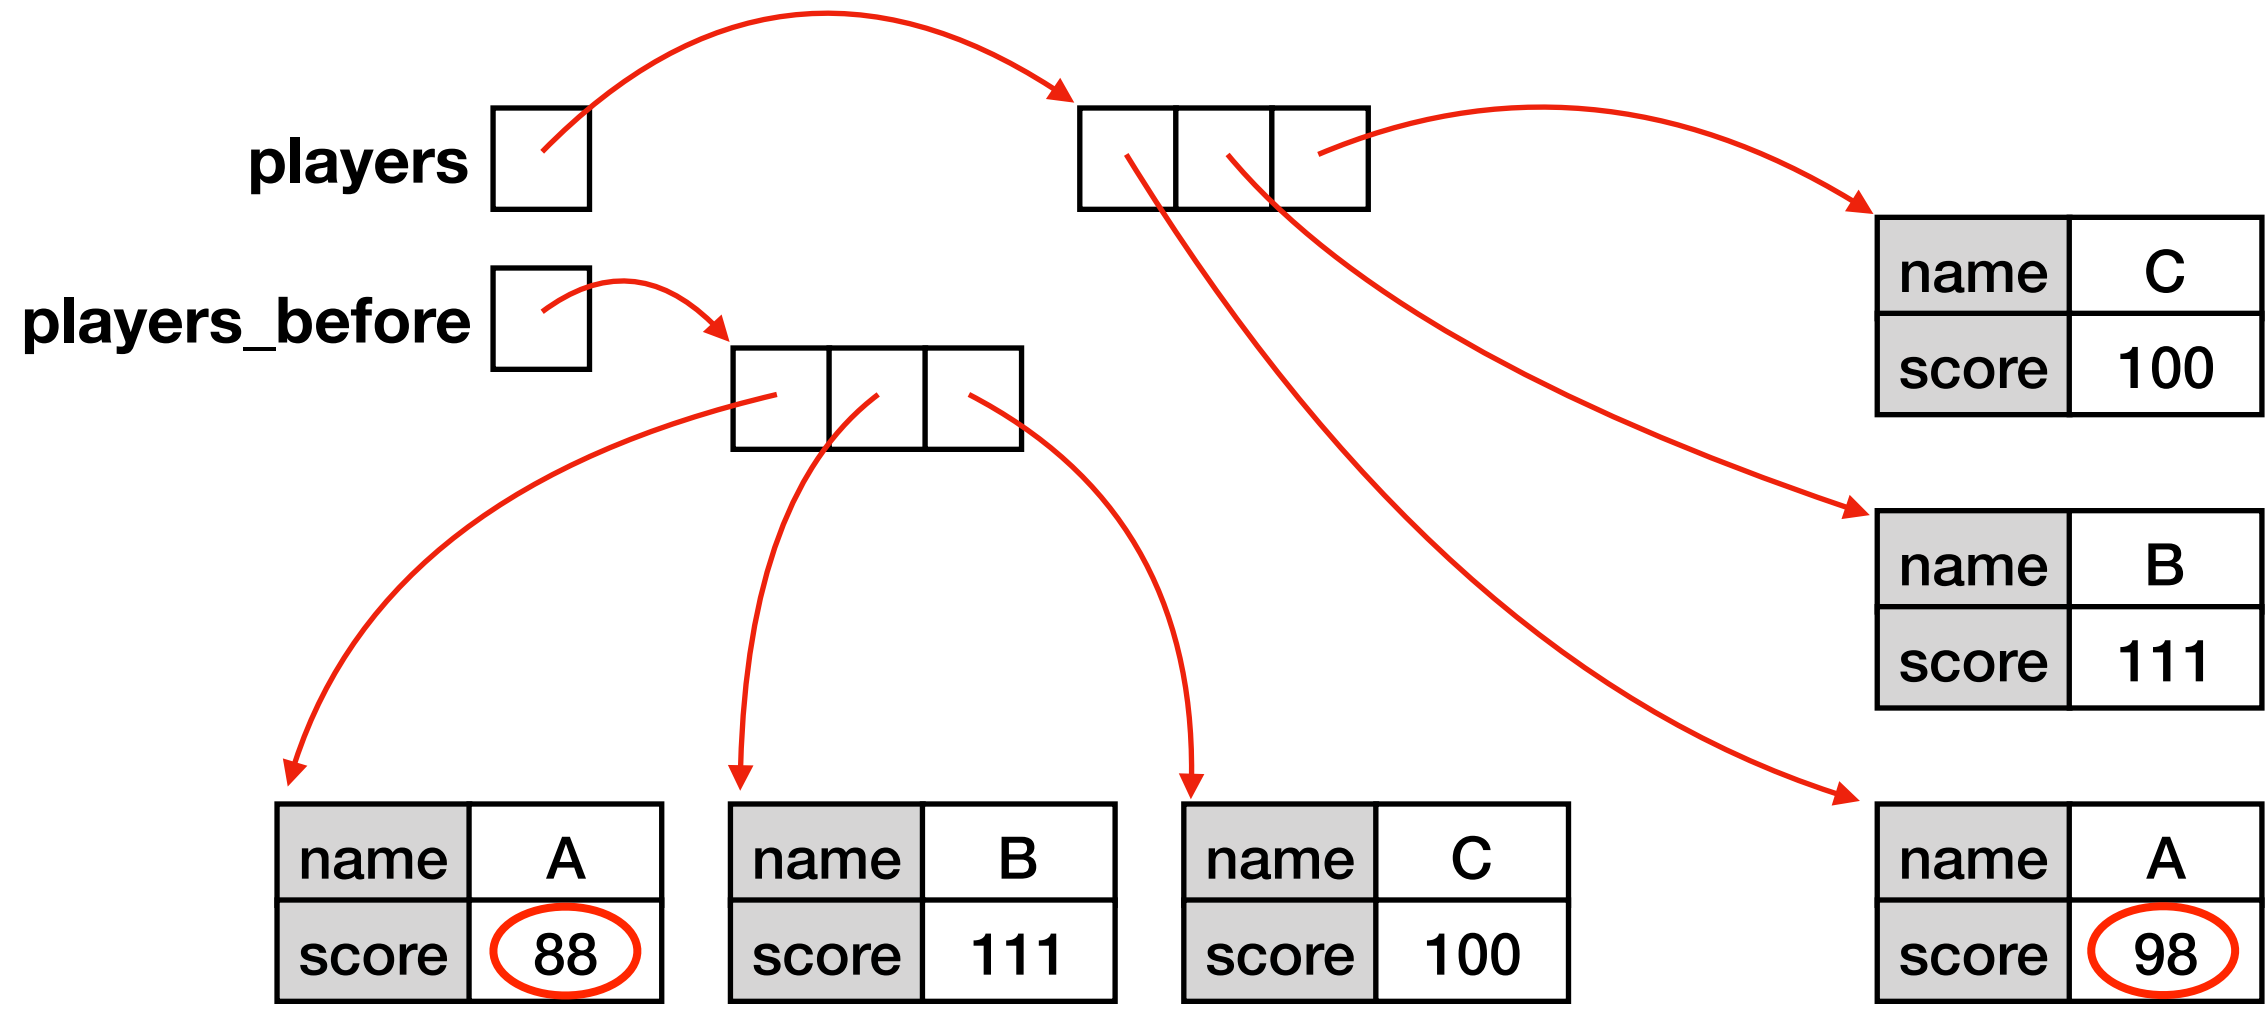 players
players_before
name C
score 100
name B
score 111
name A
score 88
name B
score 111
name C
score 100
name A
score 98